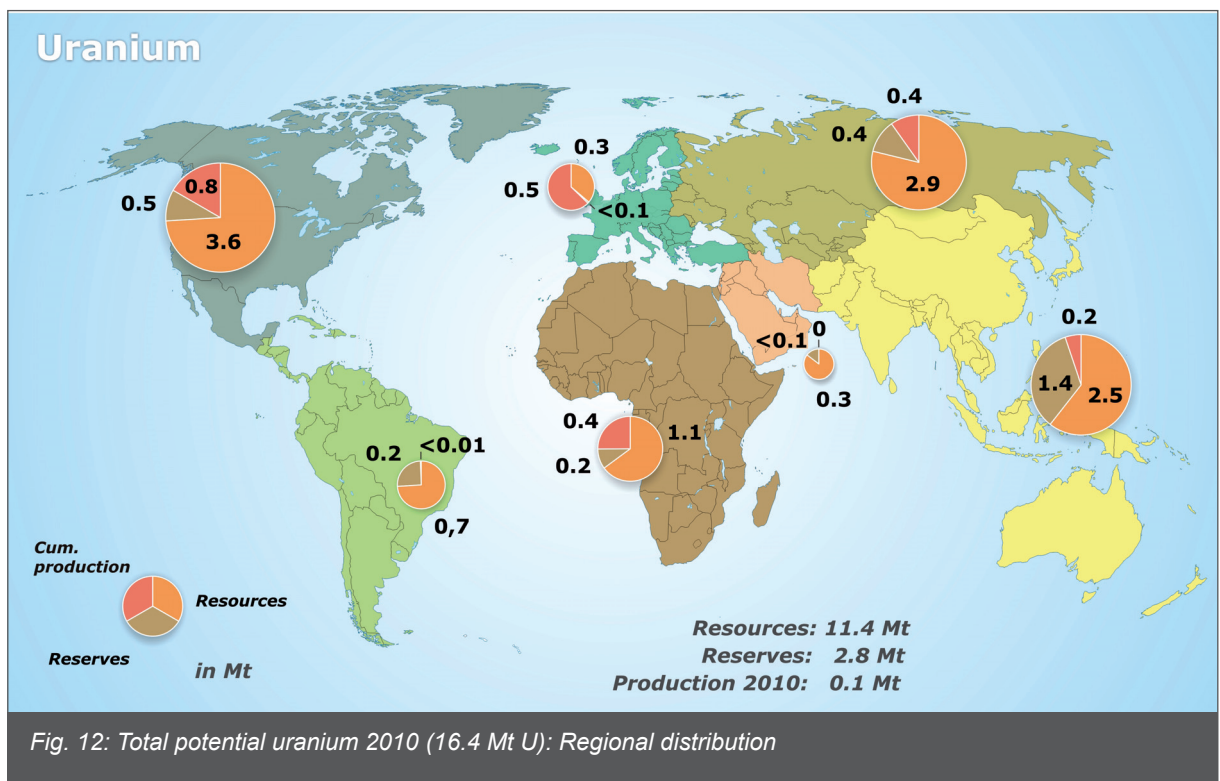 Uranium
0.8
0.5
3.6
0.3
0.5
<0.1
0.4
0.4
2.9
<0.1
0
0.3
0.2
1.4
2.5
0.4
1.1
0.2
0.2
<0.01
0,7
Cum.
production
Resources
Reserves
in Mt
Resources: 11.4 Mt
Reserves: 2.8 Mt
Production 2010: 0.1 Mt
Fig. 12: Total potential uranium 2010 (16.4 Mt U): Regional distribution